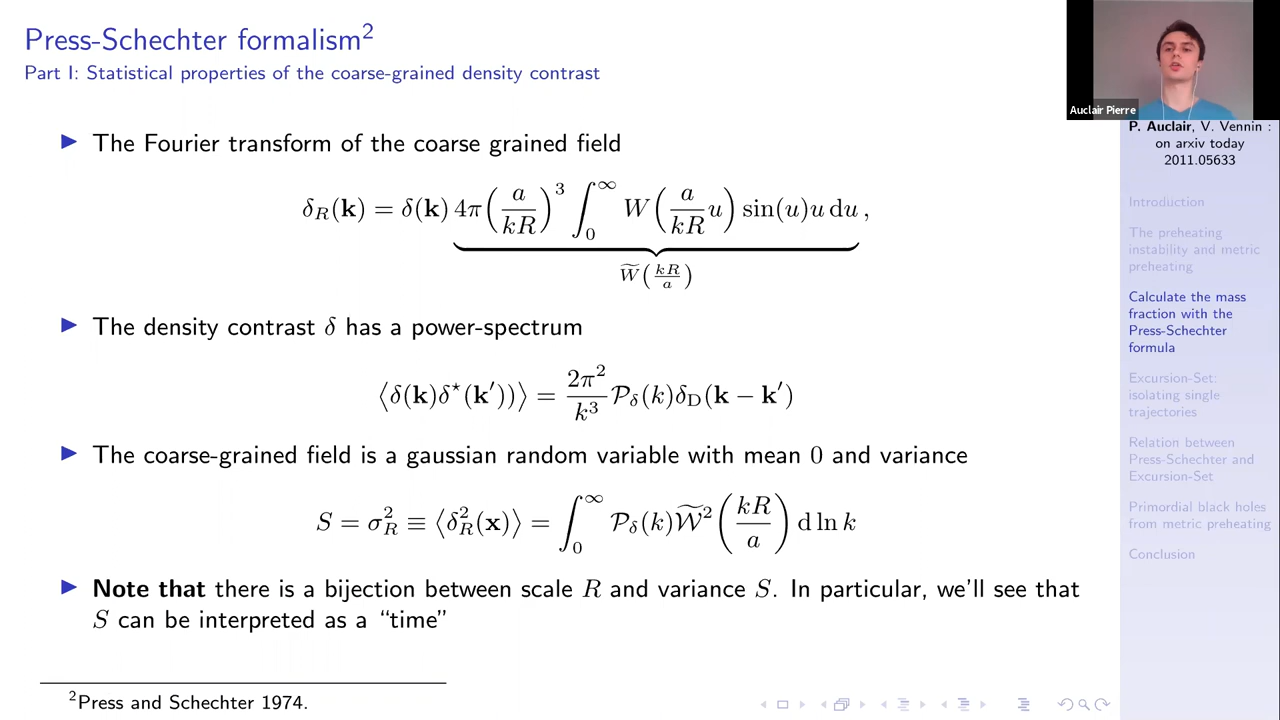 Press-Schechter formalism²
Part I: Statistical properties of the coarse-grained density contrast
▶ The Fourier transform of the coarse grained field
δ_R(𝐤) = δ(𝐤) 4π(a/kR)³ ∫₀^∞ W(a/kR u) sin(u)u du ,
W̃(kR/a)
▶ The density contrast δ has a power-spectrum
⟨δ(𝐤)δ⋆(𝐤′))⟩ = 2π²/k³ 𝒫_δ(k)δ_D(𝐤 − 𝐤′)
▶ The coarse-grained field is a gaussian random variable with mean 0 and variance
S = σ²_R ≡ ⟨δ²_R(𝐱)⟩ = ∫₀^∞ 𝒫_δ(k)𝒲̃²(kR/a) d ln k
▶ Note that there is a bijection between scale R and variance S. In particular, we'll see that
S can be interpreted as a “time”
²Press and Schechter 1974.
Auclair Pierre
P. Auclair, V. Vennin :
on arxiv today
2011.05633
Introduction
The preheating
instability and metric
preheating
Calculate the mass
fraction with the
Press-Schechter
formula
Excursion-Set:
isolating single
trajectories
Relation between
Press-Schechter and
Excursion-Set
Primordial black holes
from metric preheating
Conclusion